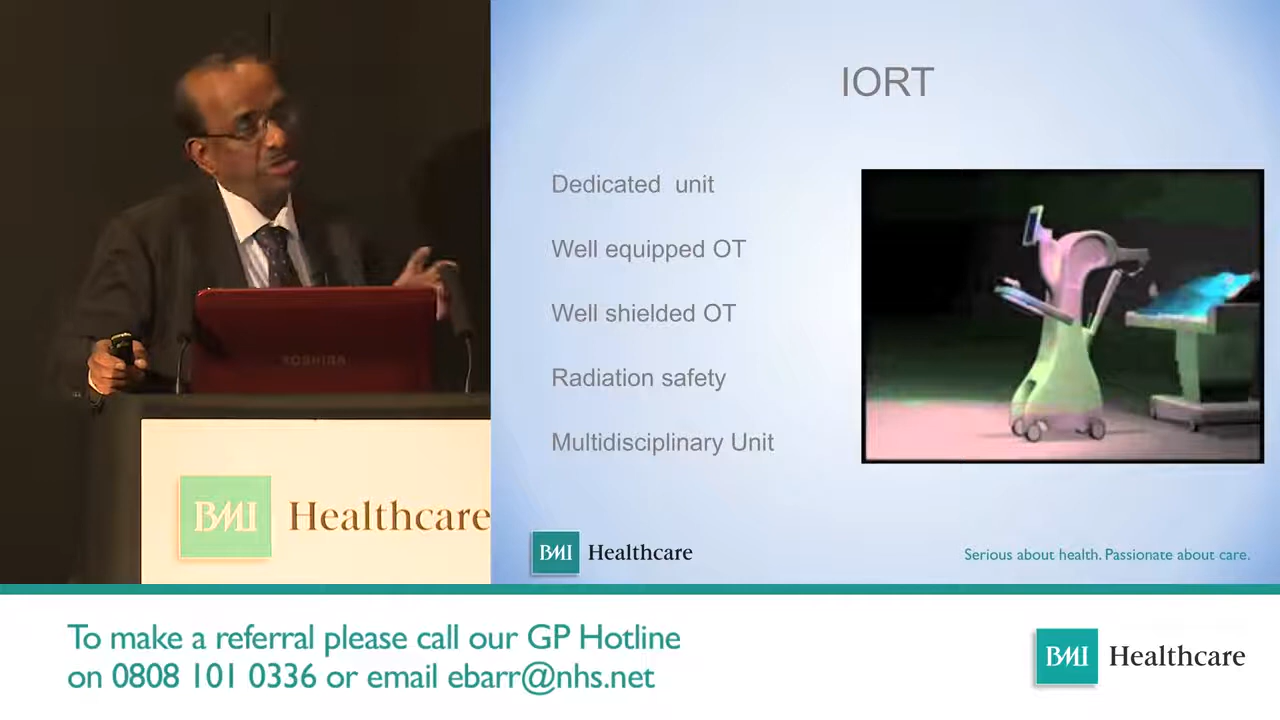 IORT
Dedicated unit
Well equipped OT
Well shielded OT
Radiation safety
Multidisciplinary Unit
TOSHIBA
BMI Healthcare
BMI Healthcare
Serious about health. Passionate about care.
To make a referral please call our GP Hotline
on 0808 101 0336 or email ebarr@nhs.net
BMI Healthcare